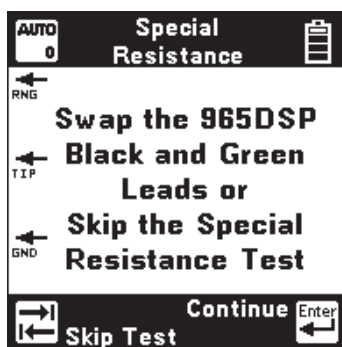 AUTO
0
Special
Resistance
RNG
Swap the 965DSP
Black and Green
TIP
Leads or
Skip the Special
GND
Resistance Test
Continue Enter
Skip Test